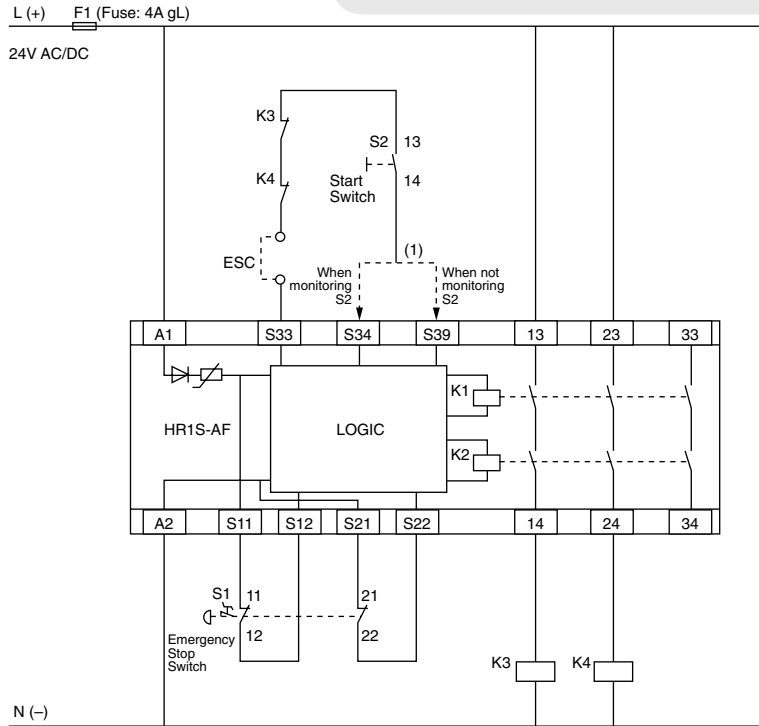 L (+) F1 (Fuse: 4A gL)
24V AC/DC
K3
S2 13
K4
Start
Switch
14
ESC
(1)
When
monitoring
S2
When not
monitoring
S2
A1 S33 S34 S39 13 23 33
K1
HR1S-AF
LOGIC
K2
A2 S11 S12 S21 S22 14 24 34
S1 11 21
12 22
Emergency
Stop
Switch
K3 K4
N (–)